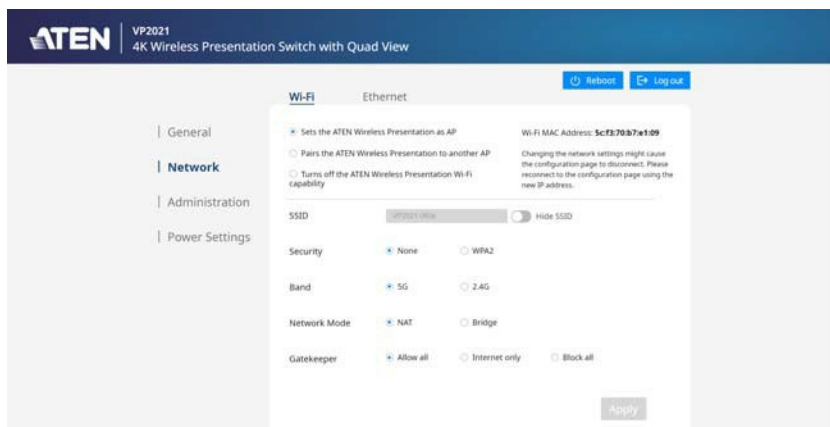 ATEN
VP2021
4K Wireless Presentation Switch with Quad View
Reboot
Log out
Wi-Fi
Ethernet
General
Network
Administration
Power Settings
Sets the ATEN Wireless Presentation as AP
Pairs the ATEN Wireless Presentation to another AP
Turns off the ATEN Wireless Presentation Wi-Fi
capability
Wi-Fi MAC Address: 5c:f3:70:b7:e1:09
Changing the network settings might cause
the configuration page to disconnect. Please
reconnect to the configuration page using the
new IP address.
SSID
Hide SSID
Security
None
WPA2
Band
5G
2.4G
Network Mode
NAT
Bridge
Gatekeeper
Allow all
Internet only
Block all
Apply